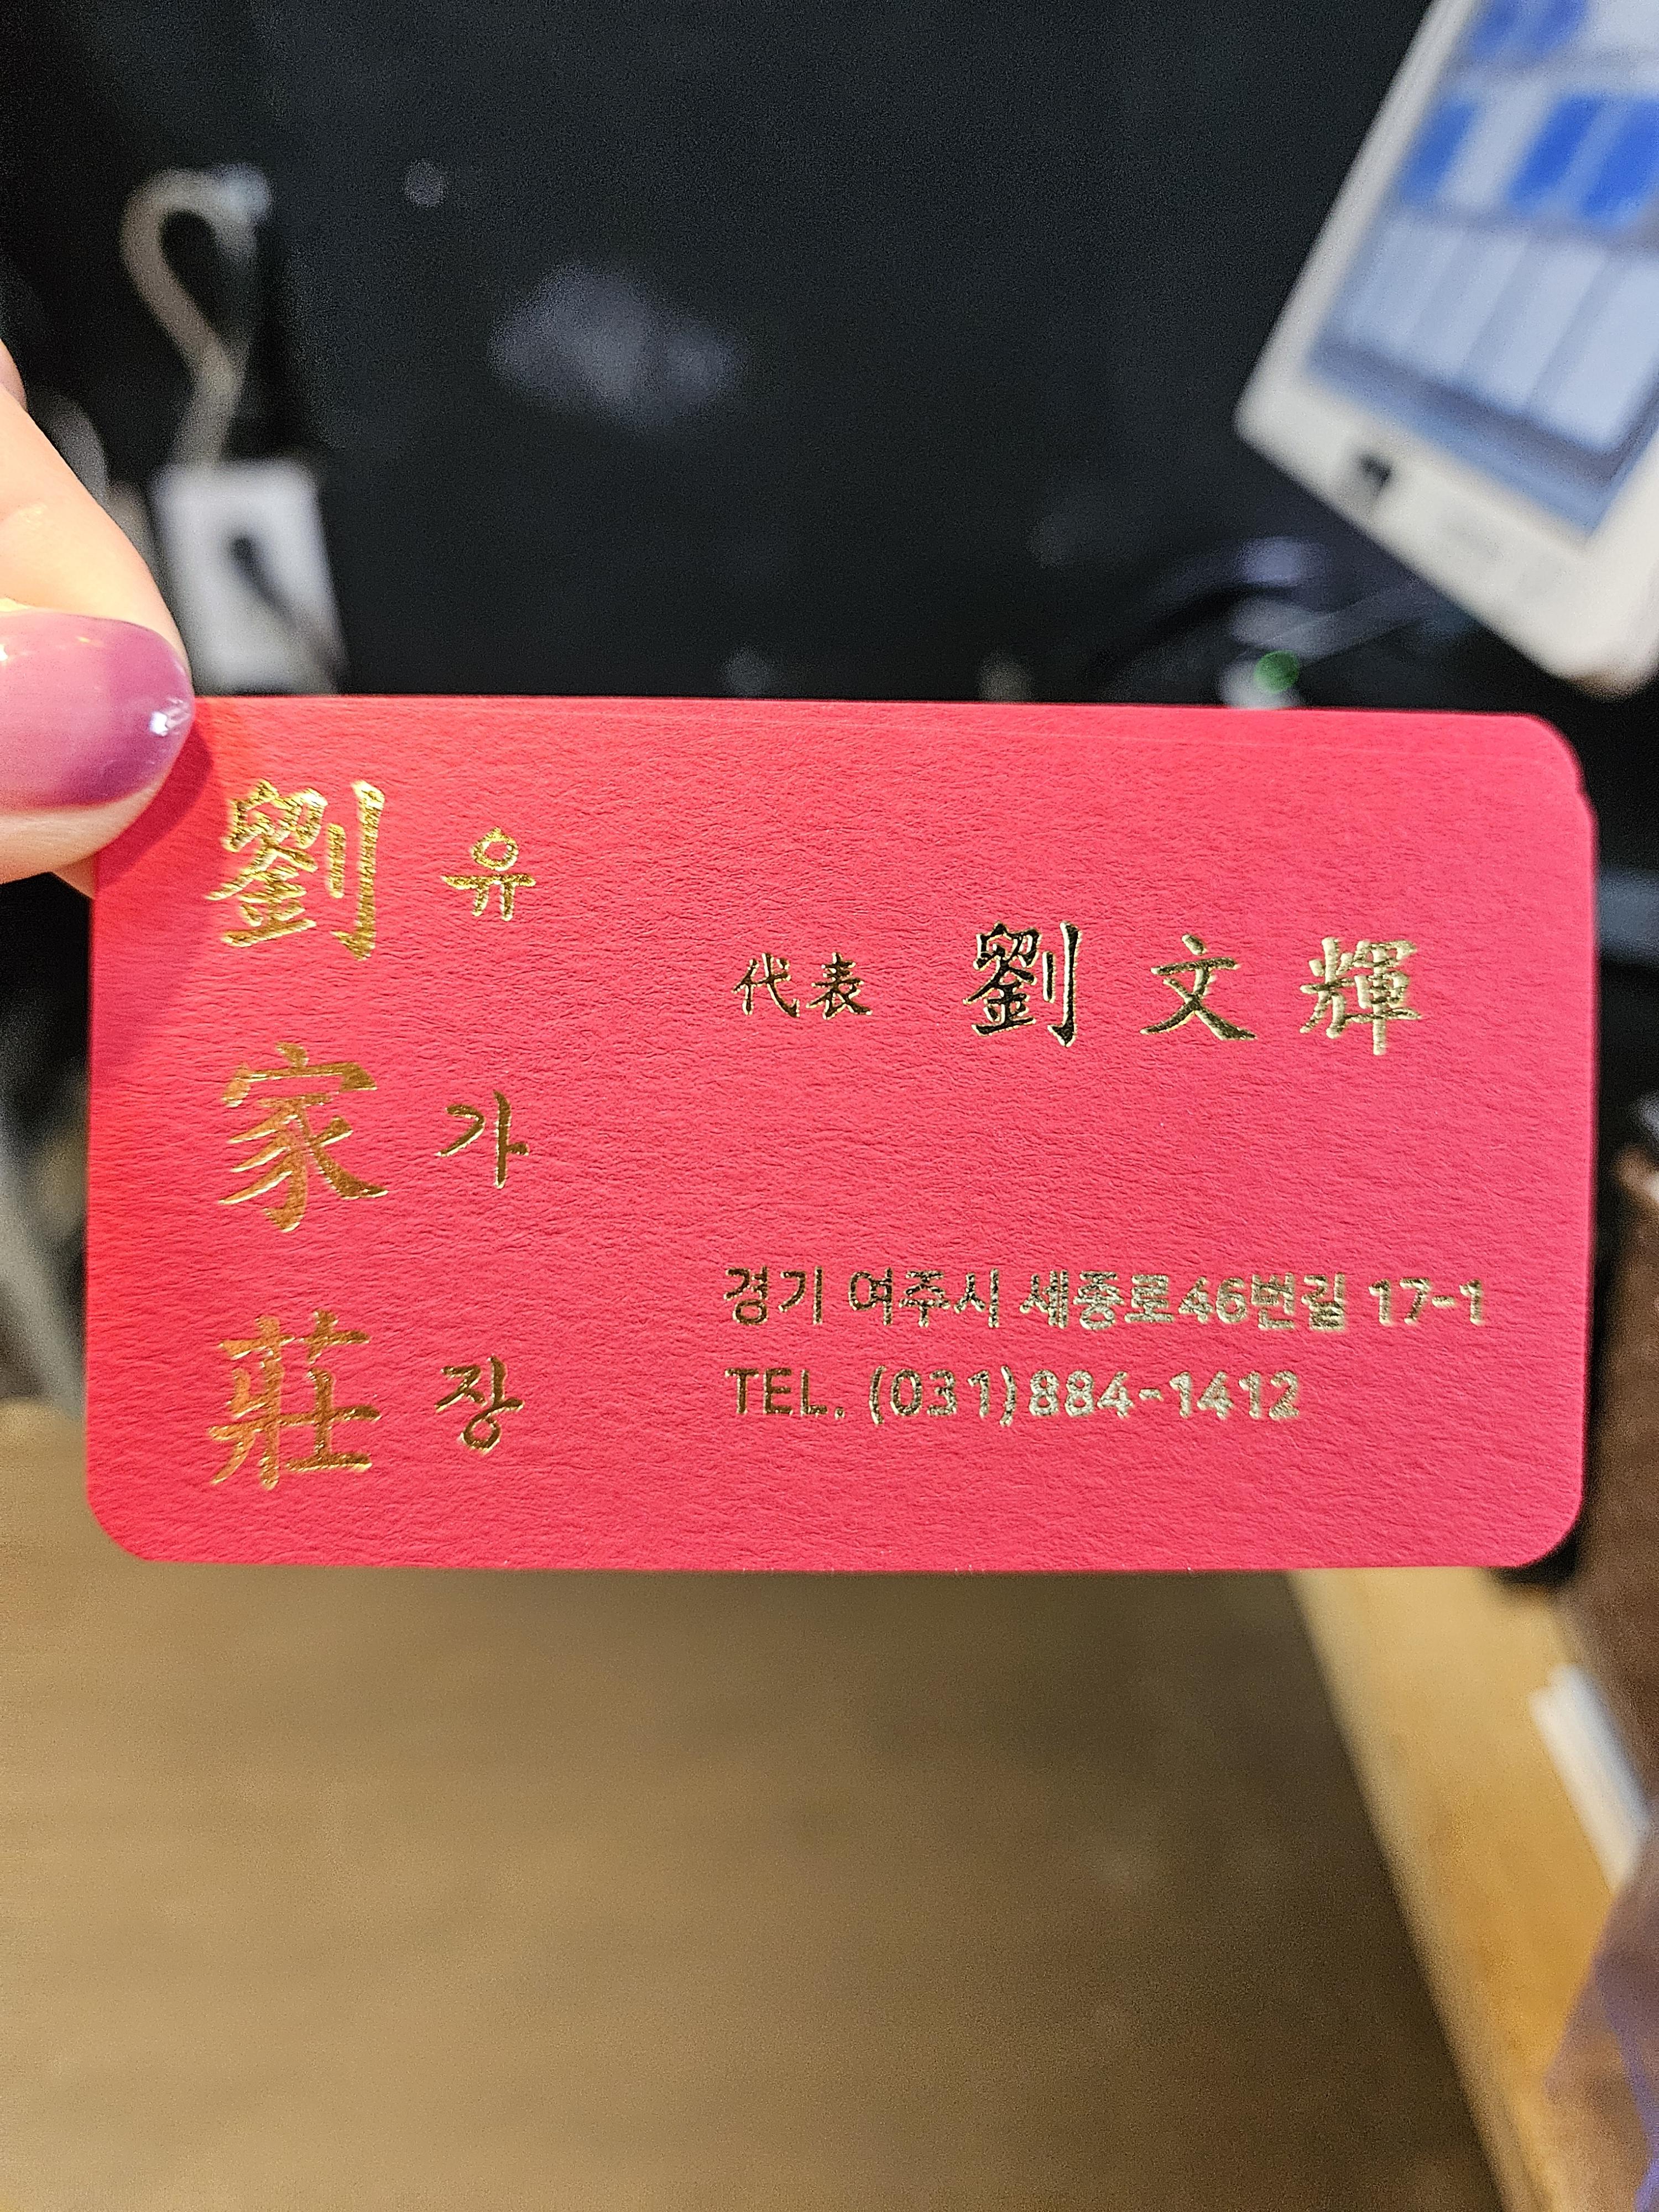 劉 유
家 가
莊 장
代表 劉 文 輝
경기 여주시 세종로46번길 17-1
TEL. (031)884-1412